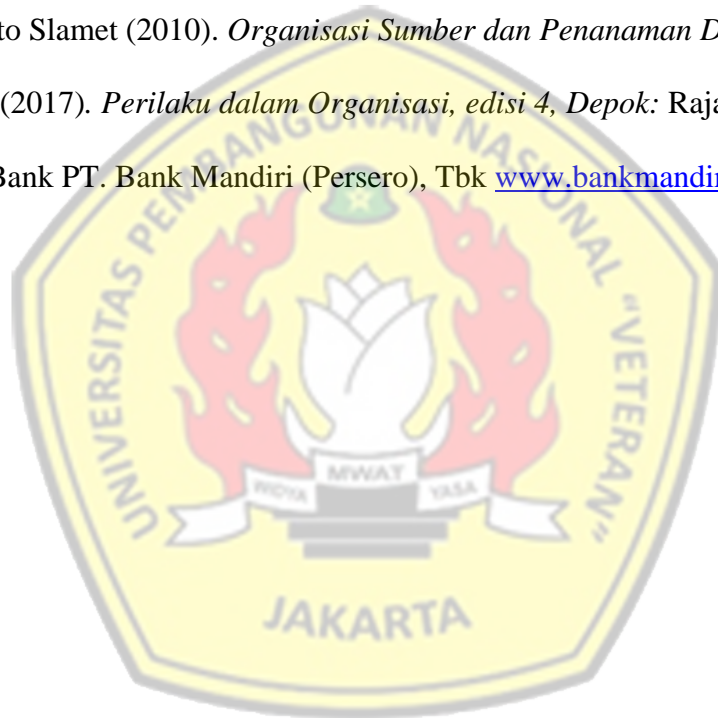 to Slamet (2010). Organisasi Sumber dan Penanaman D
(2017). Perilaku dalam Organisasi, edisi 4, Depok: Raja
Bank PT. Bank Mandiri (Persero), Tbk www.bankmandir
UNIVERSITAS PEMBANGUNAN NASIONAL "VETERAN"
WIDYA MWAT YASA
JAKARTA